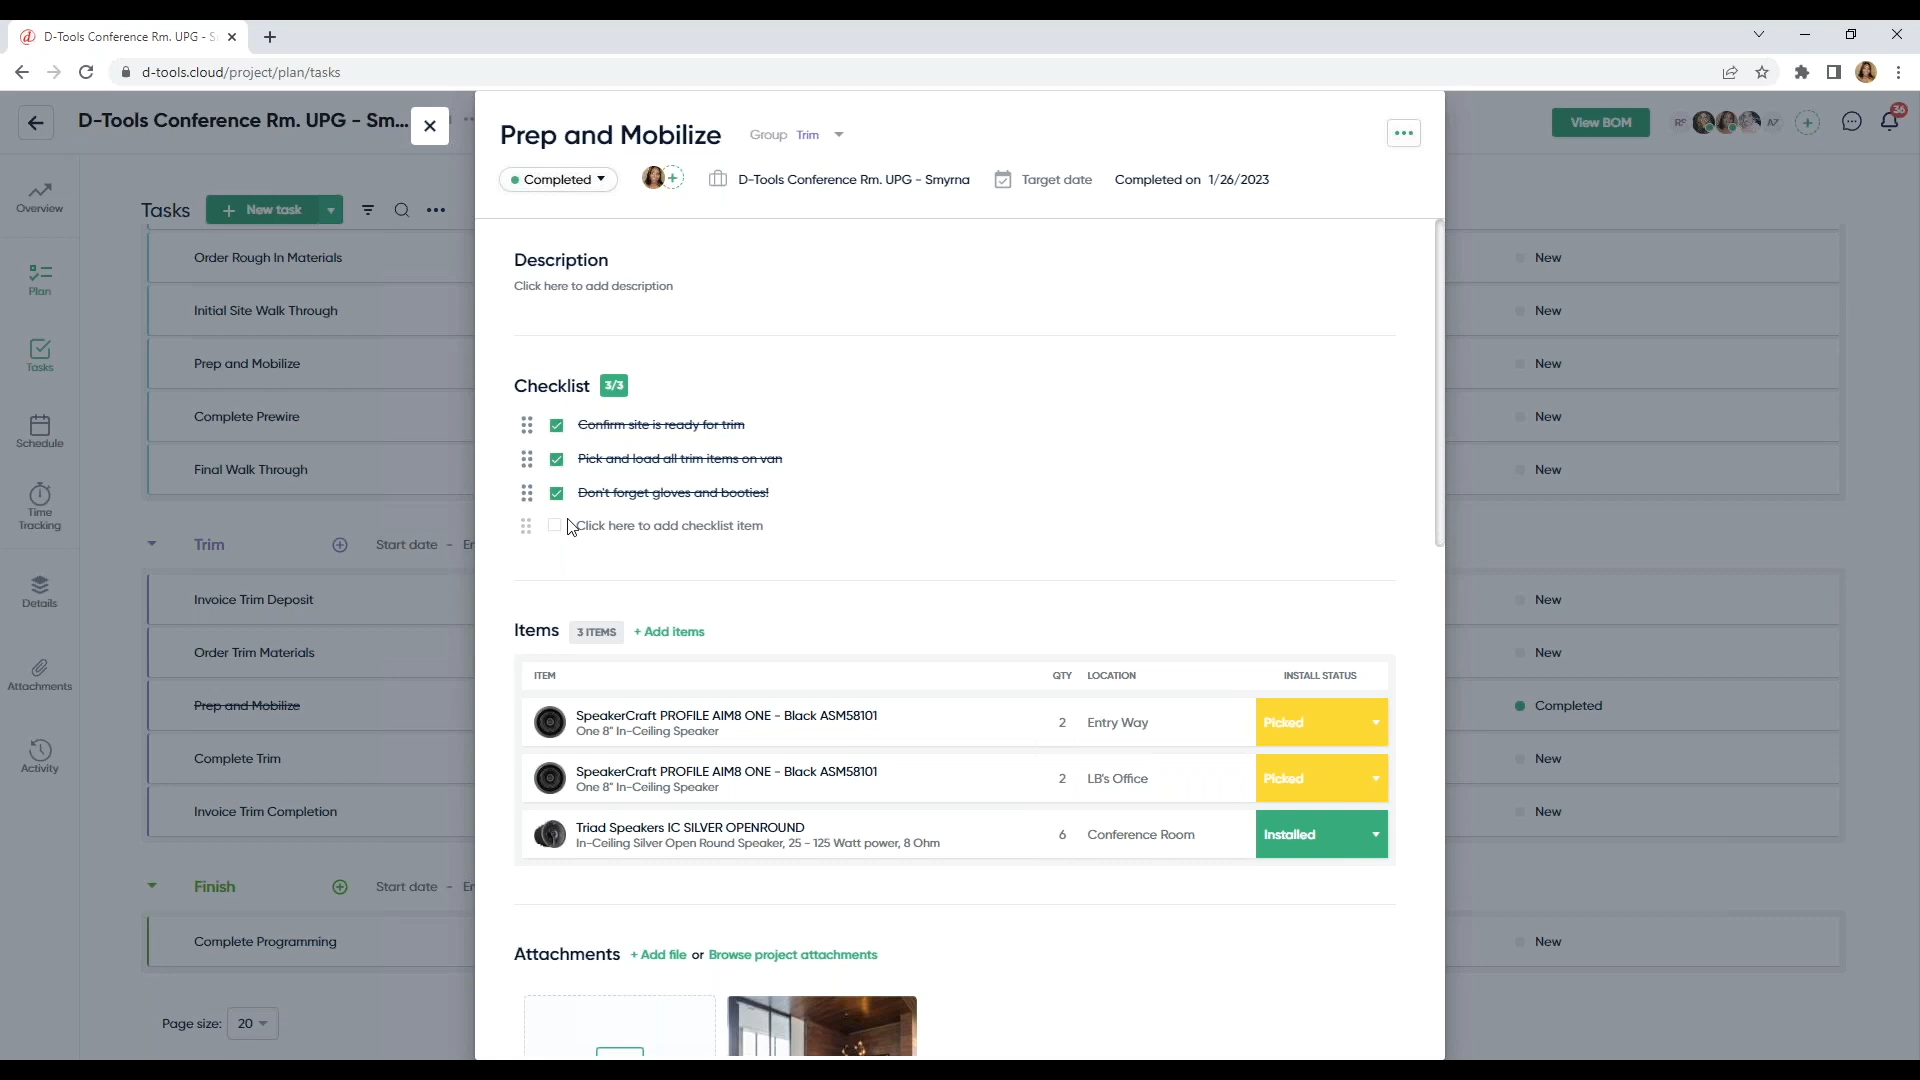 D-Tools Conference Rm. UPG - S
d-tools.cloud/project/plan/tasks
D-Tools Conference Rm. UPG - Sm...
View BOM
RS
AZ
36
Prep and Mobilize
Group Trim
Completed
D-Tools Conference Rm. UPG - Smyrna
Target date
Completed on 1/26/2023
Overview
Plan
Tasks
Schedule
Time
Tracking
Details
Attachments
Activity
Tasks
+ New task
Order Rough In Materials
New
Initial Site Walk Through
New
Prep and Mobilize
New
Complete Prewire
New
Final Walk Through
New
Trim
Start date - En
Invoice Trim Deposit
New
Order Trim Materials
New
Prep and Mobilize
Completed
Complete Trim
New
Invoice Trim Completion
New
Finish
Start date - En
Complete Programming
New
Page size: 20
Description
Click here to add description
Checklist 3/3
Confirm site is ready for trim
Pick and load all trim items on van
Don't forget gloves and booties!
Click here to add checklist item
Items 3 ITEMS + Add items
ITEM QTY LOCATION INSTALL STATUS
SpeakerCraft PROFILE AIM8 ONE - Black ASM58101
One 8" In-Ceiling Speaker
2 Entry Way Picked
SpeakerCraft PROFILE AIM8 ONE - Black ASM58101
One 8" In-Ceiling Speaker
2 LB's Office Picked
Triad Speakers IC SILVER OPENROUND
In-Ceiling Silver Open Round Speaker, 25 - 125 Watt power, 8 Ohm
6 Conference Room Installed
Attachments + Add file or Browse project attachments